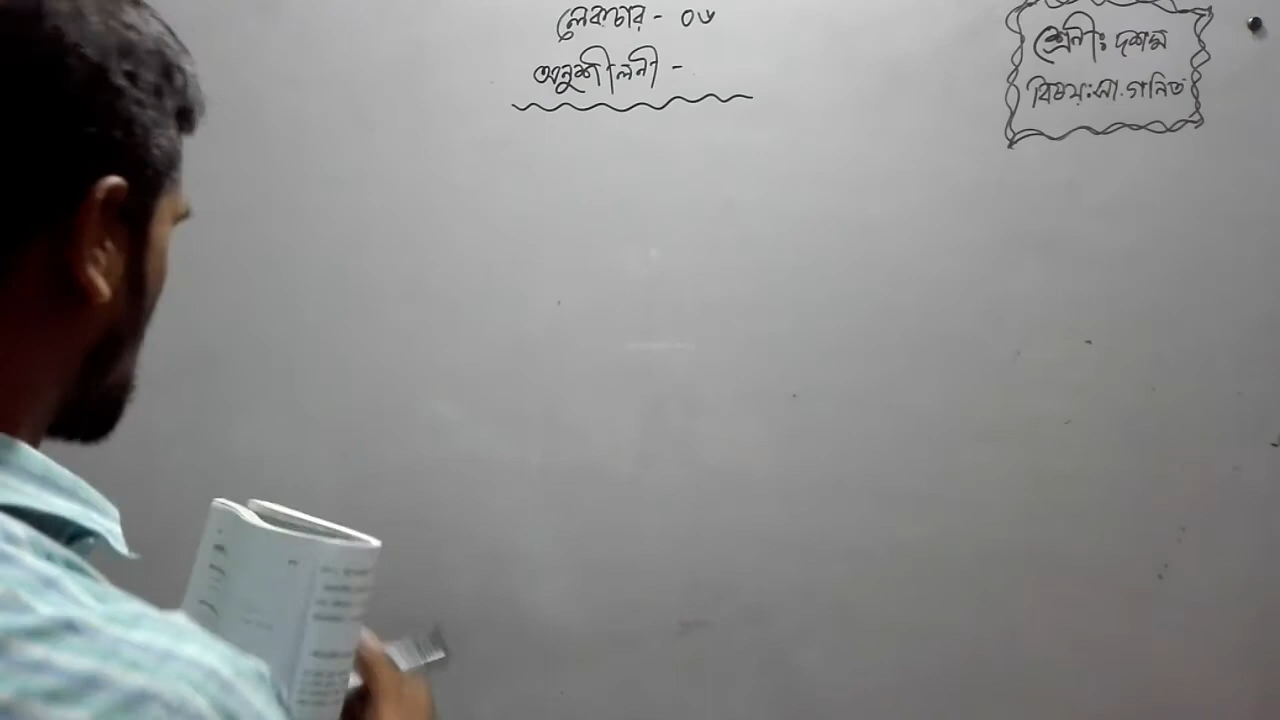 লেকচার - ০৬
অনুশীলনী -
শ্রেনীঃ দশম
বিষয়ঃসা.গনিত